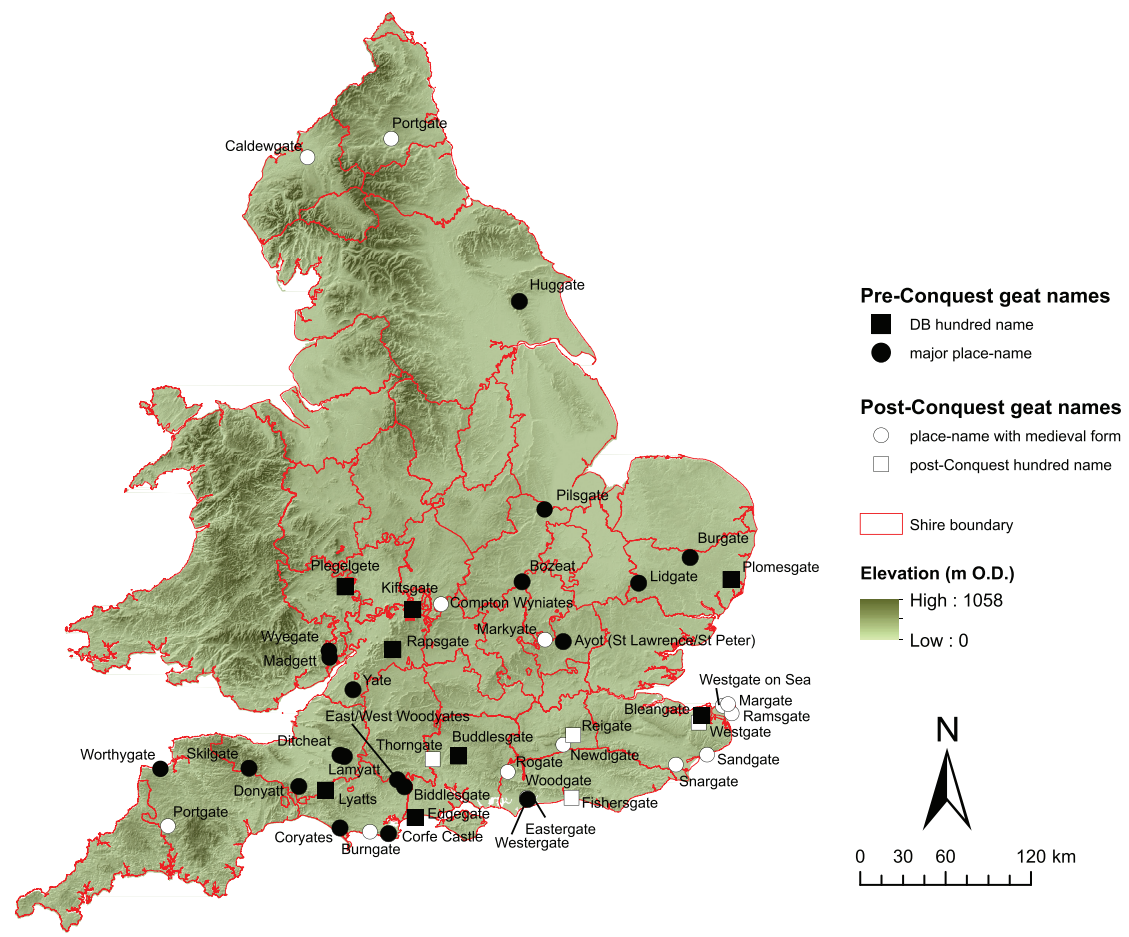 Portgate
Caldewgate
Huggate
Pre-Conquest geat names
DB hundred name
major place-name
Post-Conquest geat names
place-name with medieval form
post-Conquest hundred name
Pilsgate
Shire boundary
Burgate
Plegelgete
Bozeat
Lidgate
Plomesgate
Elevation (m O.D.)
High : 1058
Low : 0
Kiftsgate
Compton Wyniates
Markyate
Wyegate
Rapsgate
Ayot (St Lawrence/St Peter)
Madgett
Yate
Westgate on Sea
Margate
Bleangate
Ramsgate
East/West Woodyates
Reigate
Westgate
Ditcheat
Thorngate
Buddlesgate
Worthygate
Skilgate
Newdigate
Sandgate
Lamyatt
Rogate
Snargate
Donyatt
Lyatts
Biddlesgate
Woodgate
Fishersgate
Portgate
Edgegate
Coryates
Corfe Castle
Eastergate
Burngate
Westergate
N
0 30 60 120 km